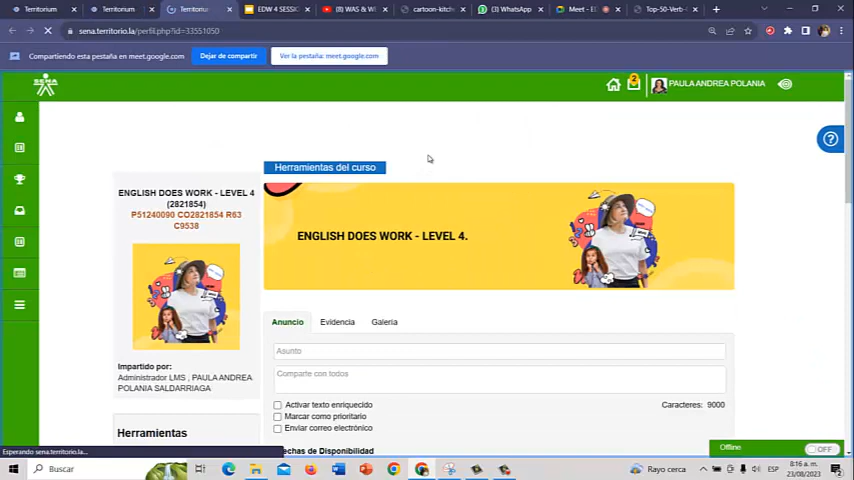 Territorium
Territorium
Territoriu
EDW 4 SESSI
(8) WAS & W
cartoon-kitch
(3) WhatsApp
Meet - E
Top-50-Verb-
sena.territorio.la/perfil.php?id=33551050
Compartiendo esta pestaña en meet.google.com
Dejar de compartir
Ver la pestaña: meet.google.com
SENA
2
PAULA ANDREA POLANIA
Herramientas del curso
ENGLISH DOES WORK - LEVEL 4
(2821854)
P51240090 CO2821854 R63
C9538
ENGLISH DOES WORK - LEVEL 4.
Impartido por:
Administrador LMS , PAULA ANDREA
POLANIA SALDARRIAGA
Herramientas
Anuncio
Evidencia
Galeria
Asunto
Comparte con todos
Activar texto enriquecido
Caracteres: 9000
Marcar como prioritario
Enviar correo electrónico
echas de Disponibilidad
Esperando sena.territorio.la...
Offline
OFF
Buscar
Rayo cerca
ESP
8:16 a. m.
23/08/2023